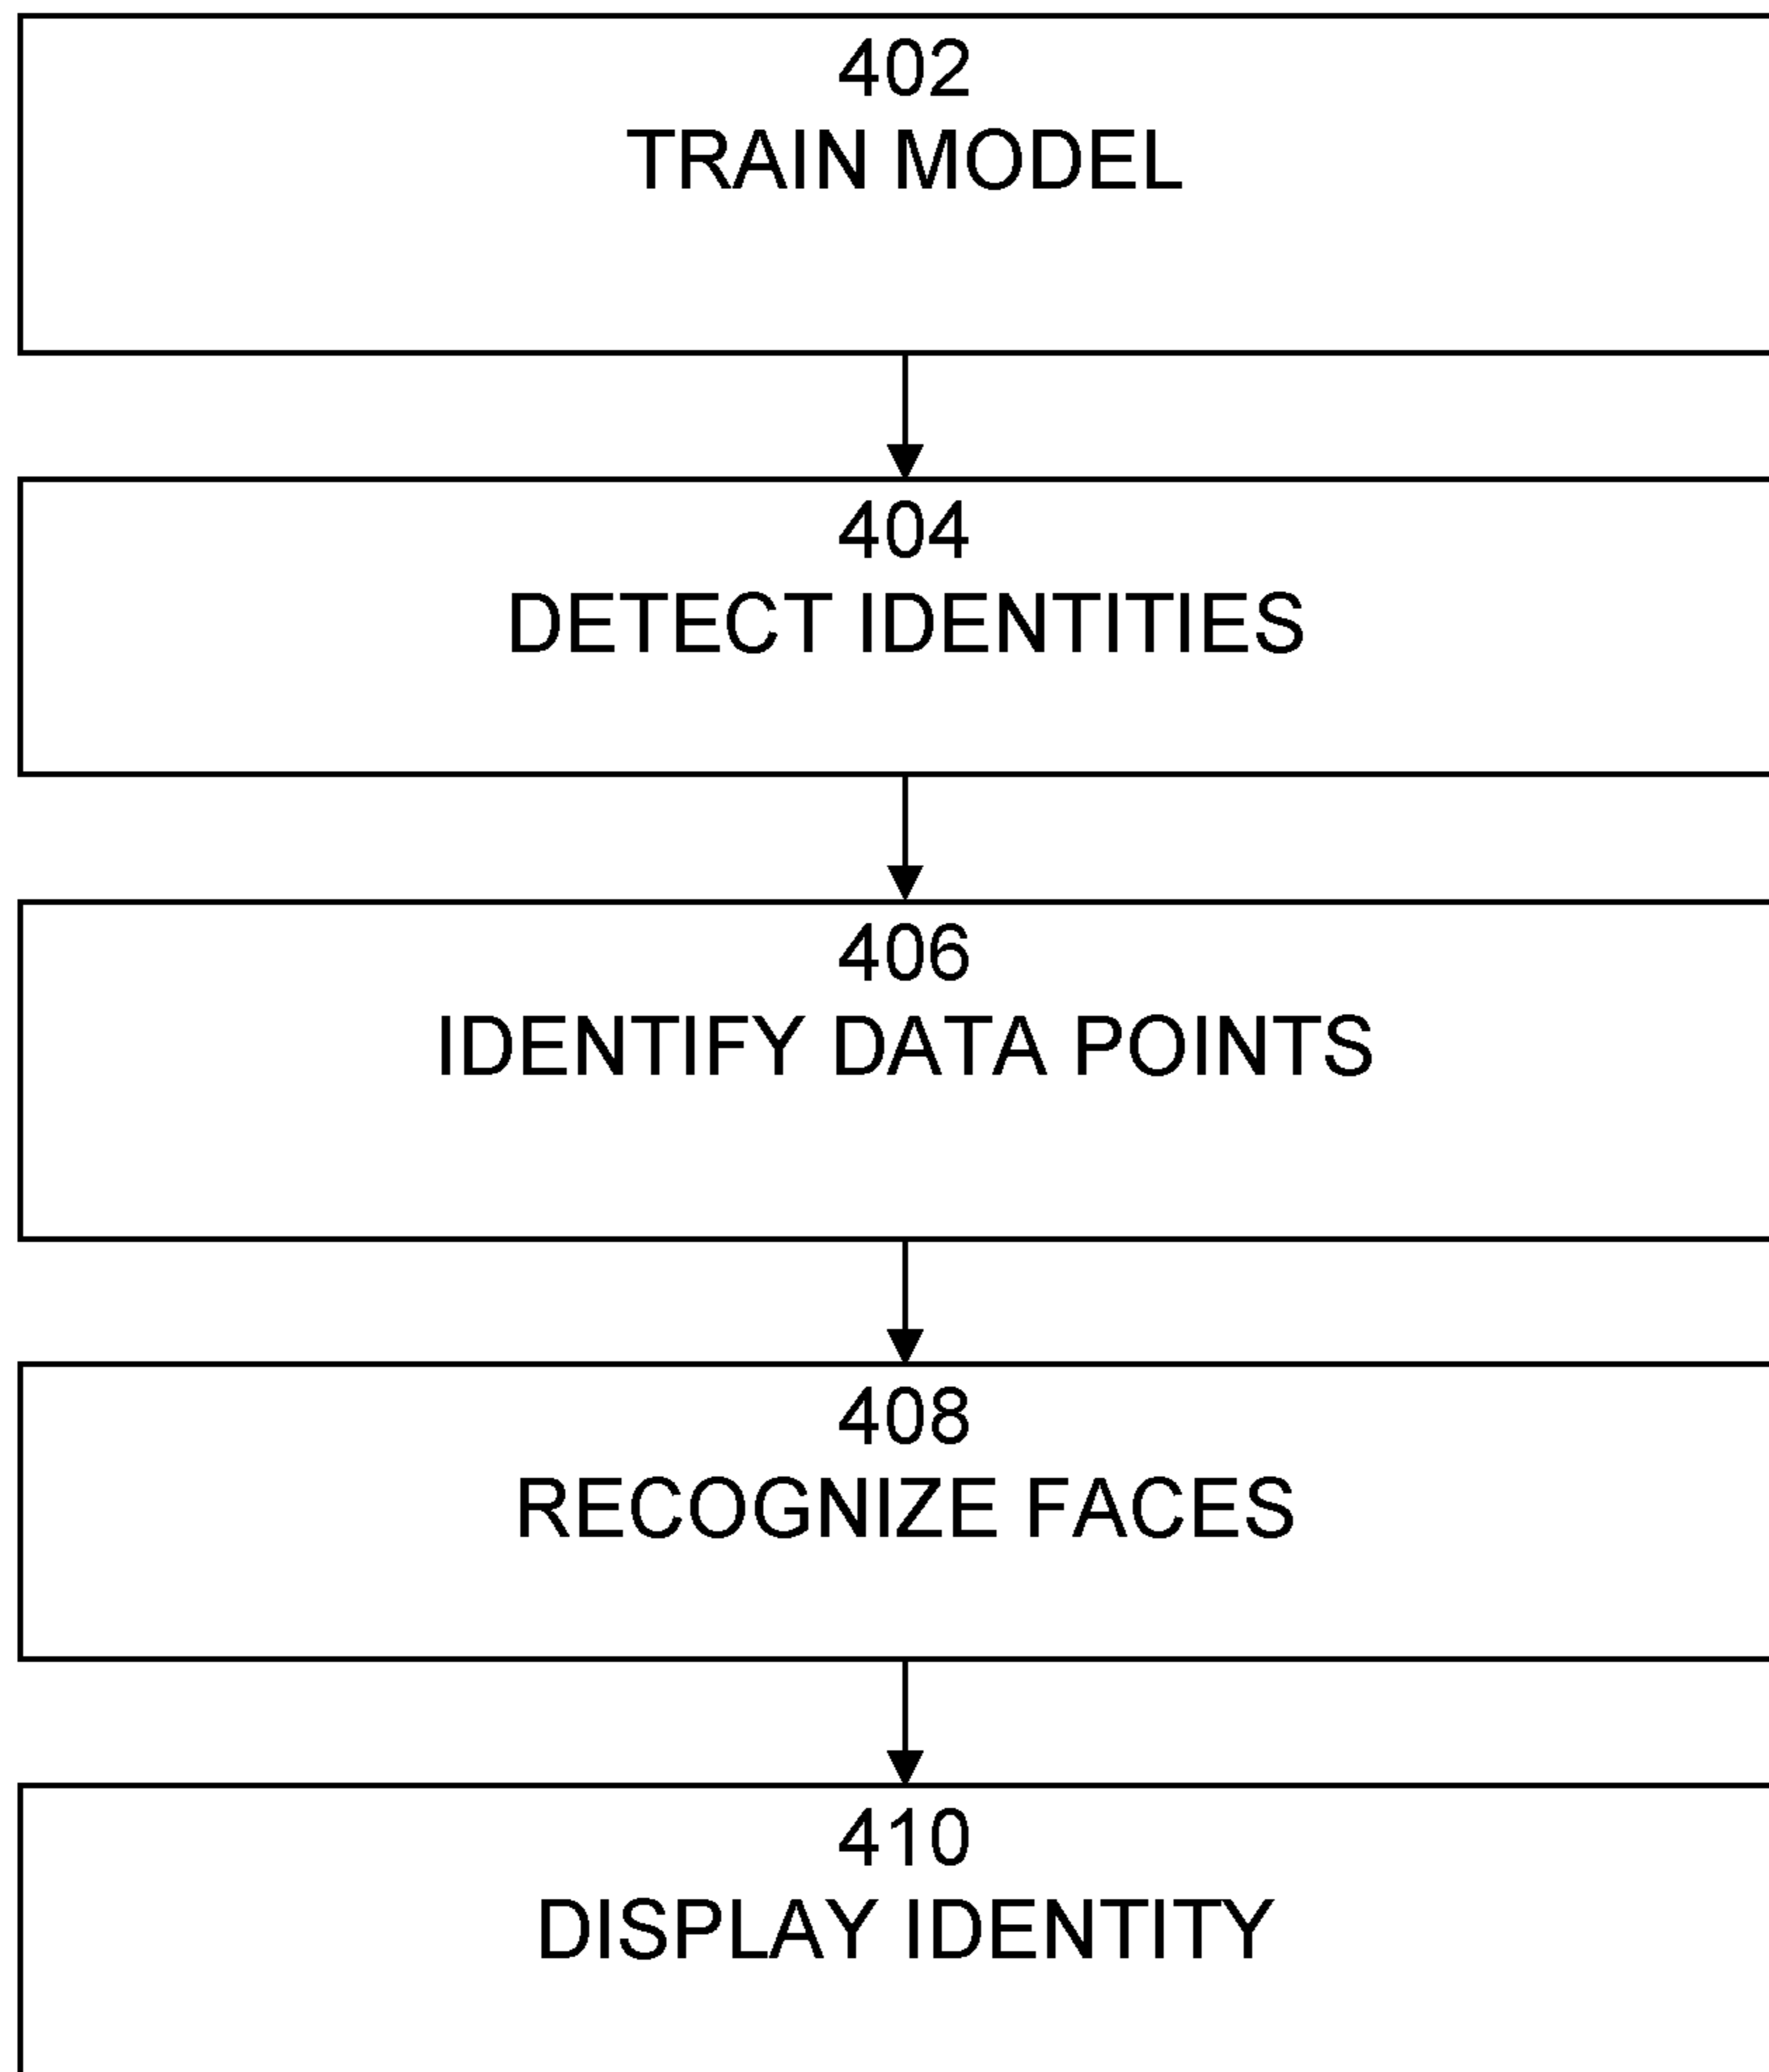 402
TRAIN MODEL
404
DETECT IDENTITIES
406
IDENTIFY DATA POINTS
408
RECOGNIZE FACES
410
DISPLAY IDENTITY